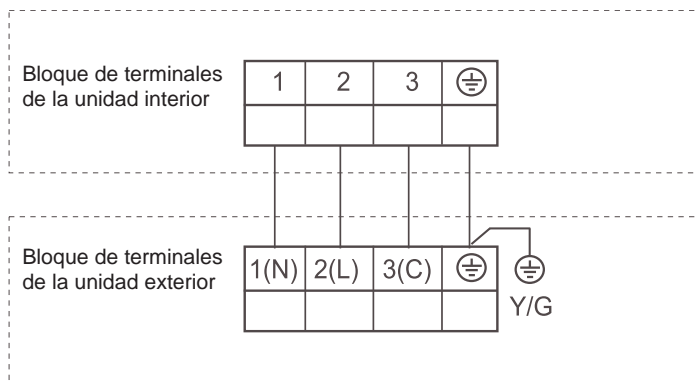 Bloque de terminales
de la unidad interior
1 2 3
Bloque de terminales
de la unidad exterior
1(N) 2(L) 3(C)
Y/G